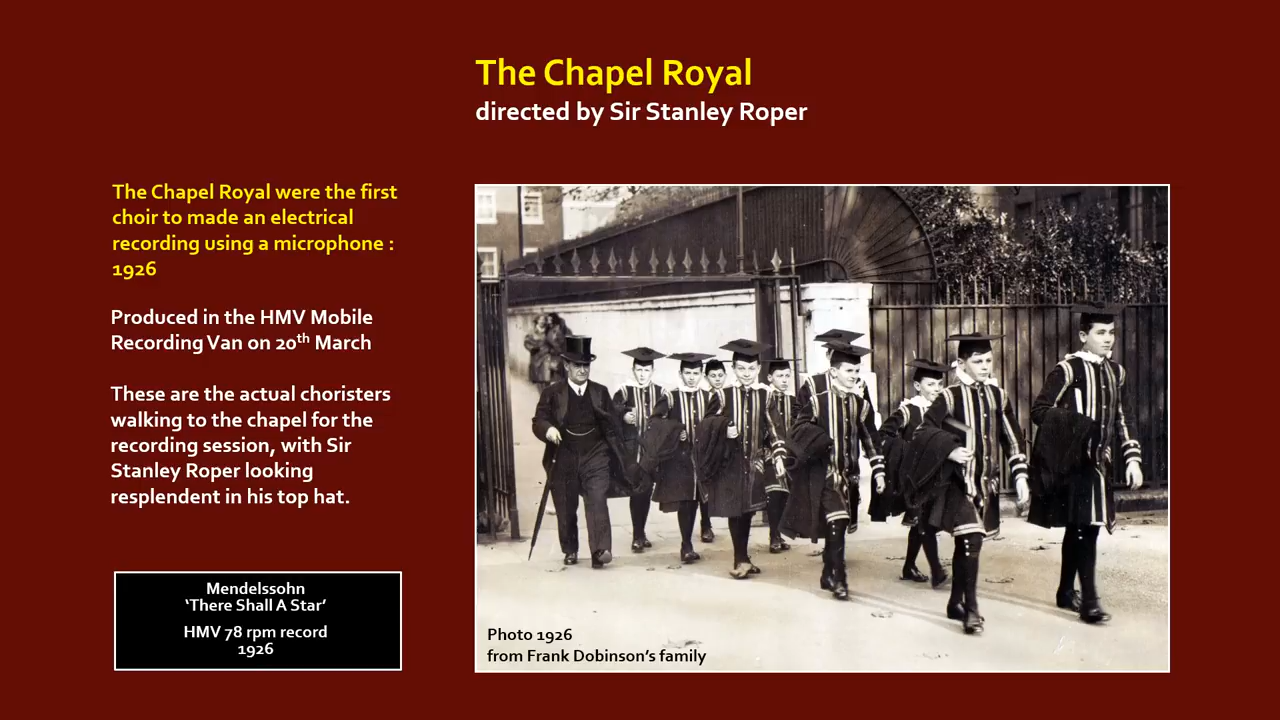 The Chapel Royal
directed by Sir Stanley Roper
The Chapel Royal were the first
choir to made an electrical
recording using a microphone :
1926
Produced in the HMV Mobile
Recording Van on 20th March
These are the actual choristers
walking to the chapel for the
recording session, with Sir
Stanley Roper looking
resplendent in his top hat.
Mendelssohn
‘There Shall A Star’
HMV 78 rpm record
1926
Photo 1926
from Frank Dobinson’s family